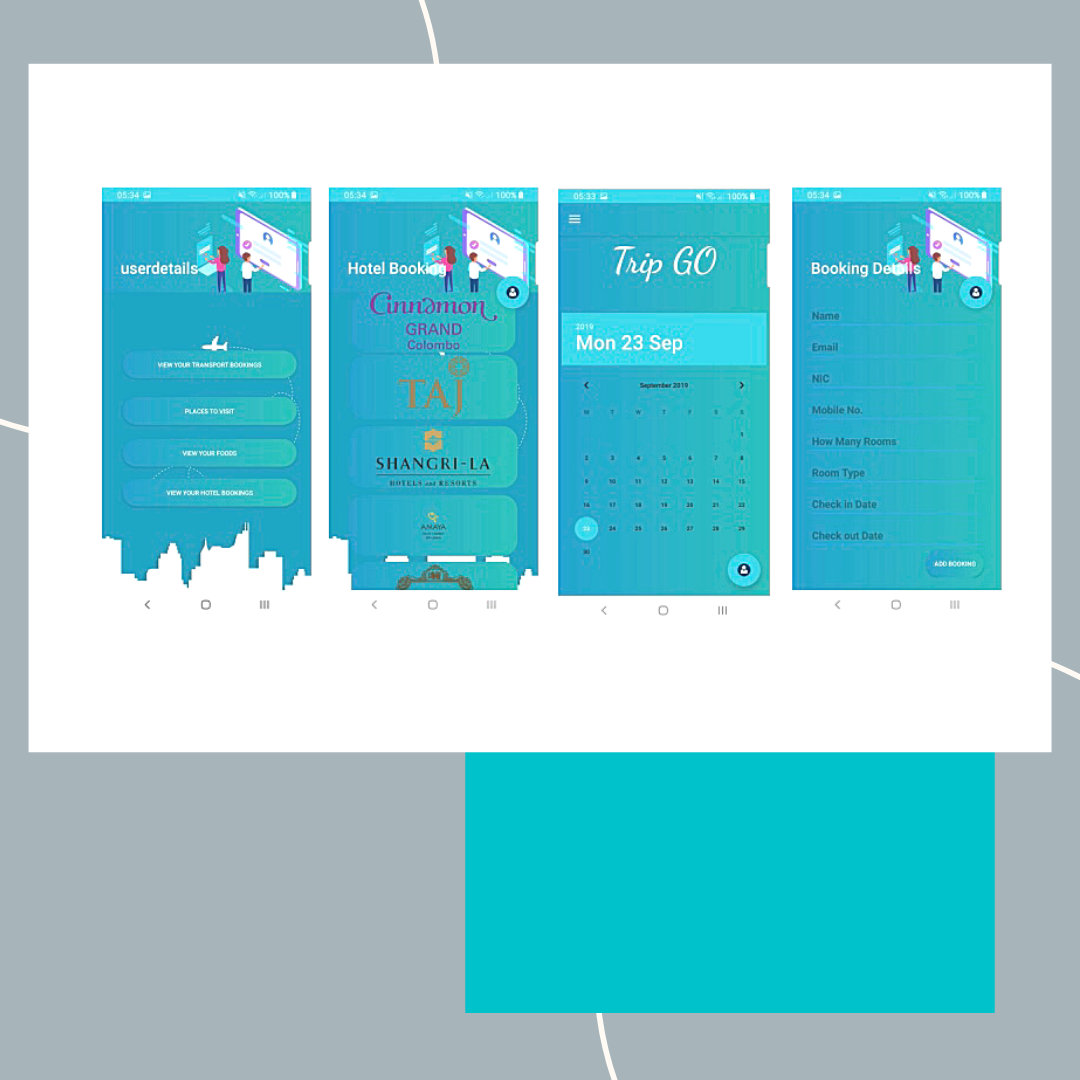 05:34
100%
userdetails
VIEW YOUR TRANSPORT BOOKINGS
PLACES TO VISIT
VIEW YOUR FOODS
VIEW YOUR HOTEL BOOKINGS
05:34
100%
Hotel Booking
Cinnamon
GRAND
Colombo
TAJ
SHANGRI-LA
HOTELS and RESORTS
AMAYA
05:33
100%
Trip GO
2019
Mon 23 Sep
September 2019
M T W T F S S
1
2 3 4 5 6 7 8
9 10 11 12 13 14 15
16 17 18 19 20 21 22
23 24 25 26 27 28 29
30
05:34
100%
Booking Details
Name
Email
NIC
Mobile No.
How Many Rooms
Room Type
Check in Date
Check out Date
ADD BOOKING